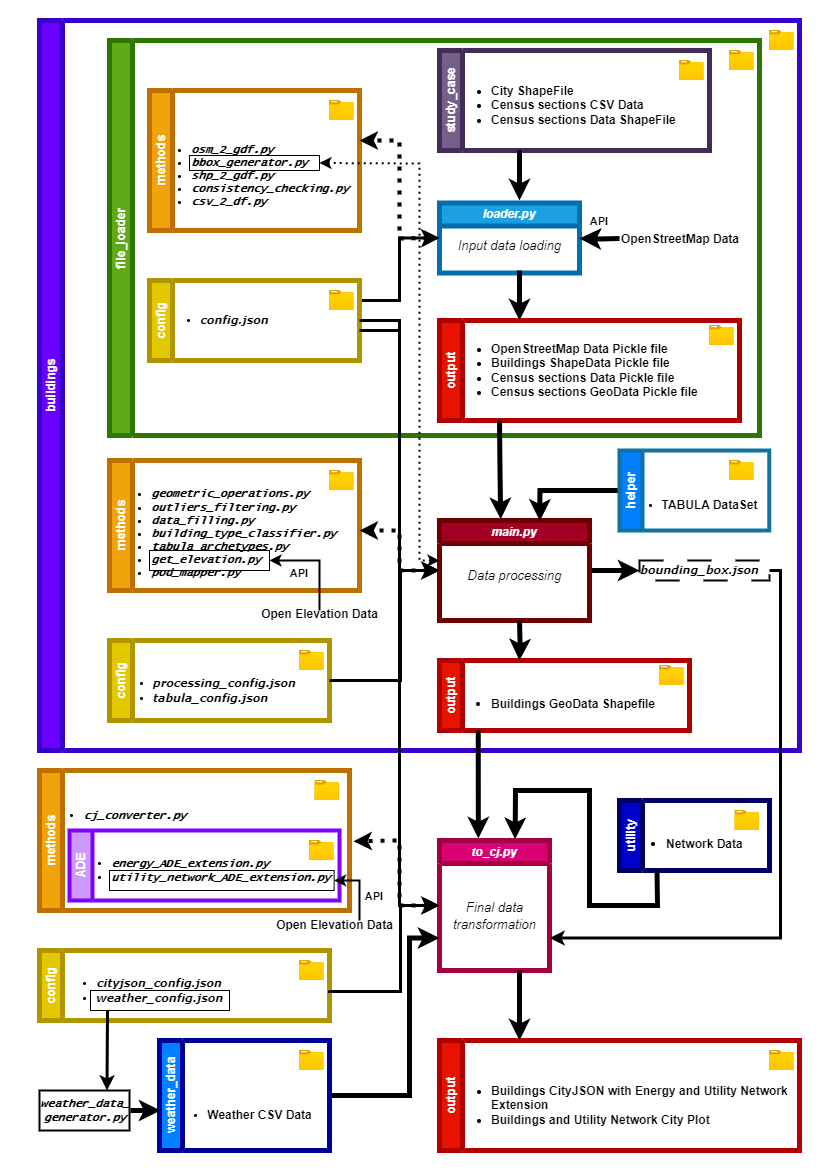 buildings
file_loader
study_case
• City ShapeFile
• Census sections CSV Data
• Census sections Data ShapeFile
methods
• osm_2_gdf.py
• bbox_generator.py
• shp_2_gdf.py
• consistency_checking.py
• csv_2_df.py
loader.py
Input data loading
API
OpenStreetMap Data
config
• config.json
output
• OpenStreetMap Data Pickle file
• Buildings ShapeData Pickle file
• Census sections Data Pickle file
• Census sections GeoData Pickle file
methods
• geometric_operations.py
• outliers_filtering.py
• data_filling.py
• building_type_classifier.py
• tabula_archetypes.py
• get_elevation.py
• pod_mapper.py
API
Open Elevation Data
helper
• TABULA DataSet
main.py
Data processing
bounding_box.json
config
• processing_config.json
• tabula_config.json
output
• Buildings GeoData Shapefile
methods
• cj_converter.py
ADE
• energy_ADE_extension.py
• utility_network_ADE_extension.py
API
Open Elevation Data
utility
• Network Data
to_cj.py
Final data
transformation
config
• cityjson_config.json
• weather_config.json
weather_data_
generator.py
weather_data
• Weather CSV Data
output
• Buildings CityJSON with Energy and Utility Network
Extension
• Buildings and Utility Network City Plot